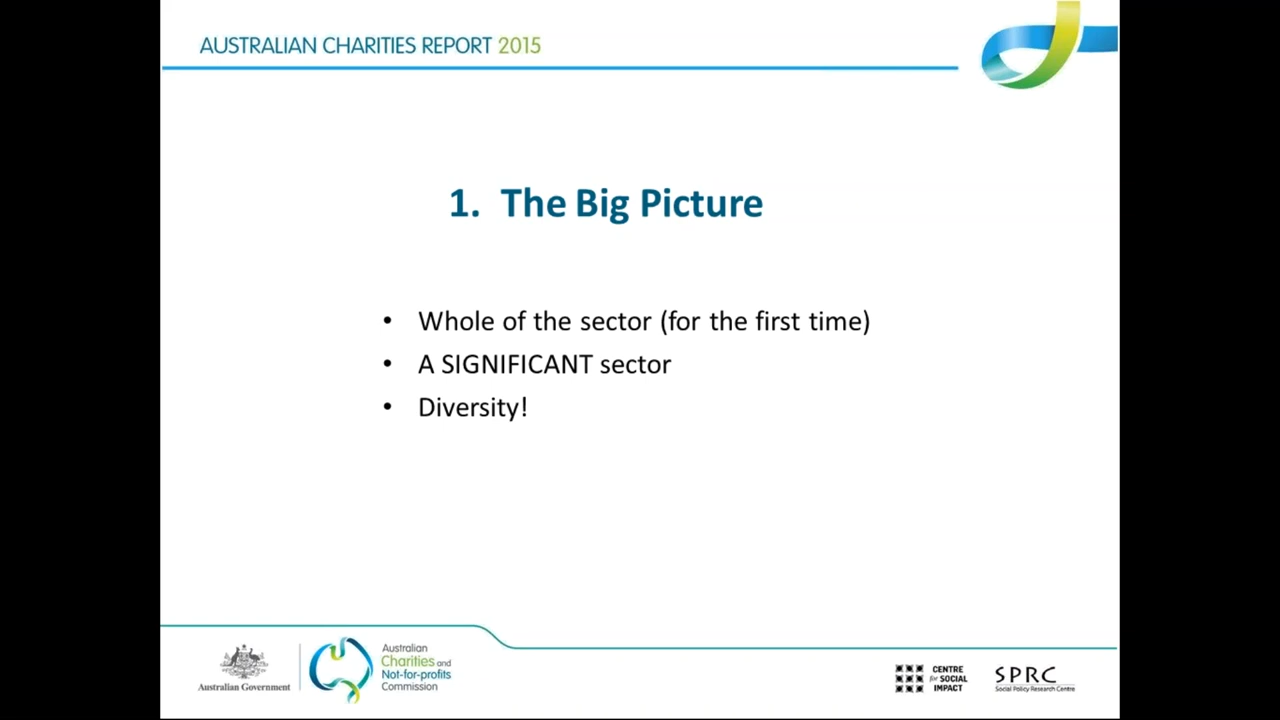 AUSTRALIAN CHARITIES REPORT 2015
1. The Big Picture
• Whole of the sector (for the first time)
• A SIGNIFICANT sector
• Diversity!
Australian Government
Australian
Charities and
Not-for-profits
Commission
CENTRE
for SOCIAL
IMPACT
SPRC
Social Policy Research Centre